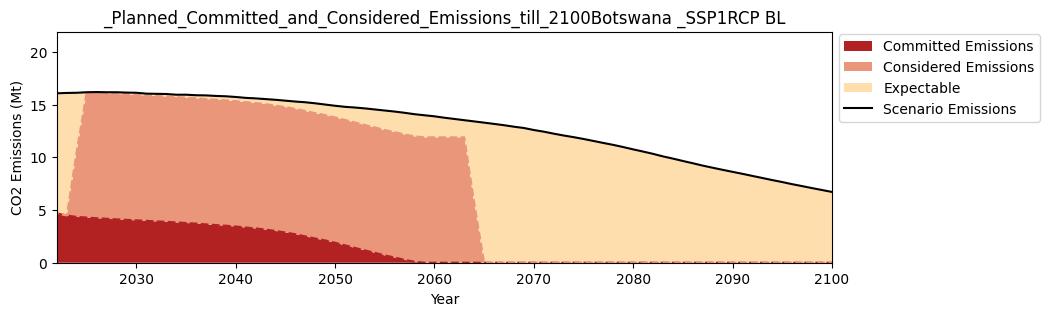 _Planned_Committed_and_Considered_Emissions_till_2100Botswana _SSP1RCP BL
CO2 Emissions (Mt)
20
15
10
5
0
2030 2040 2050 2060 2070 2080 2090 2100
Year
Committed Emissions
Considered Emissions
Expectable
Scenario Emissions